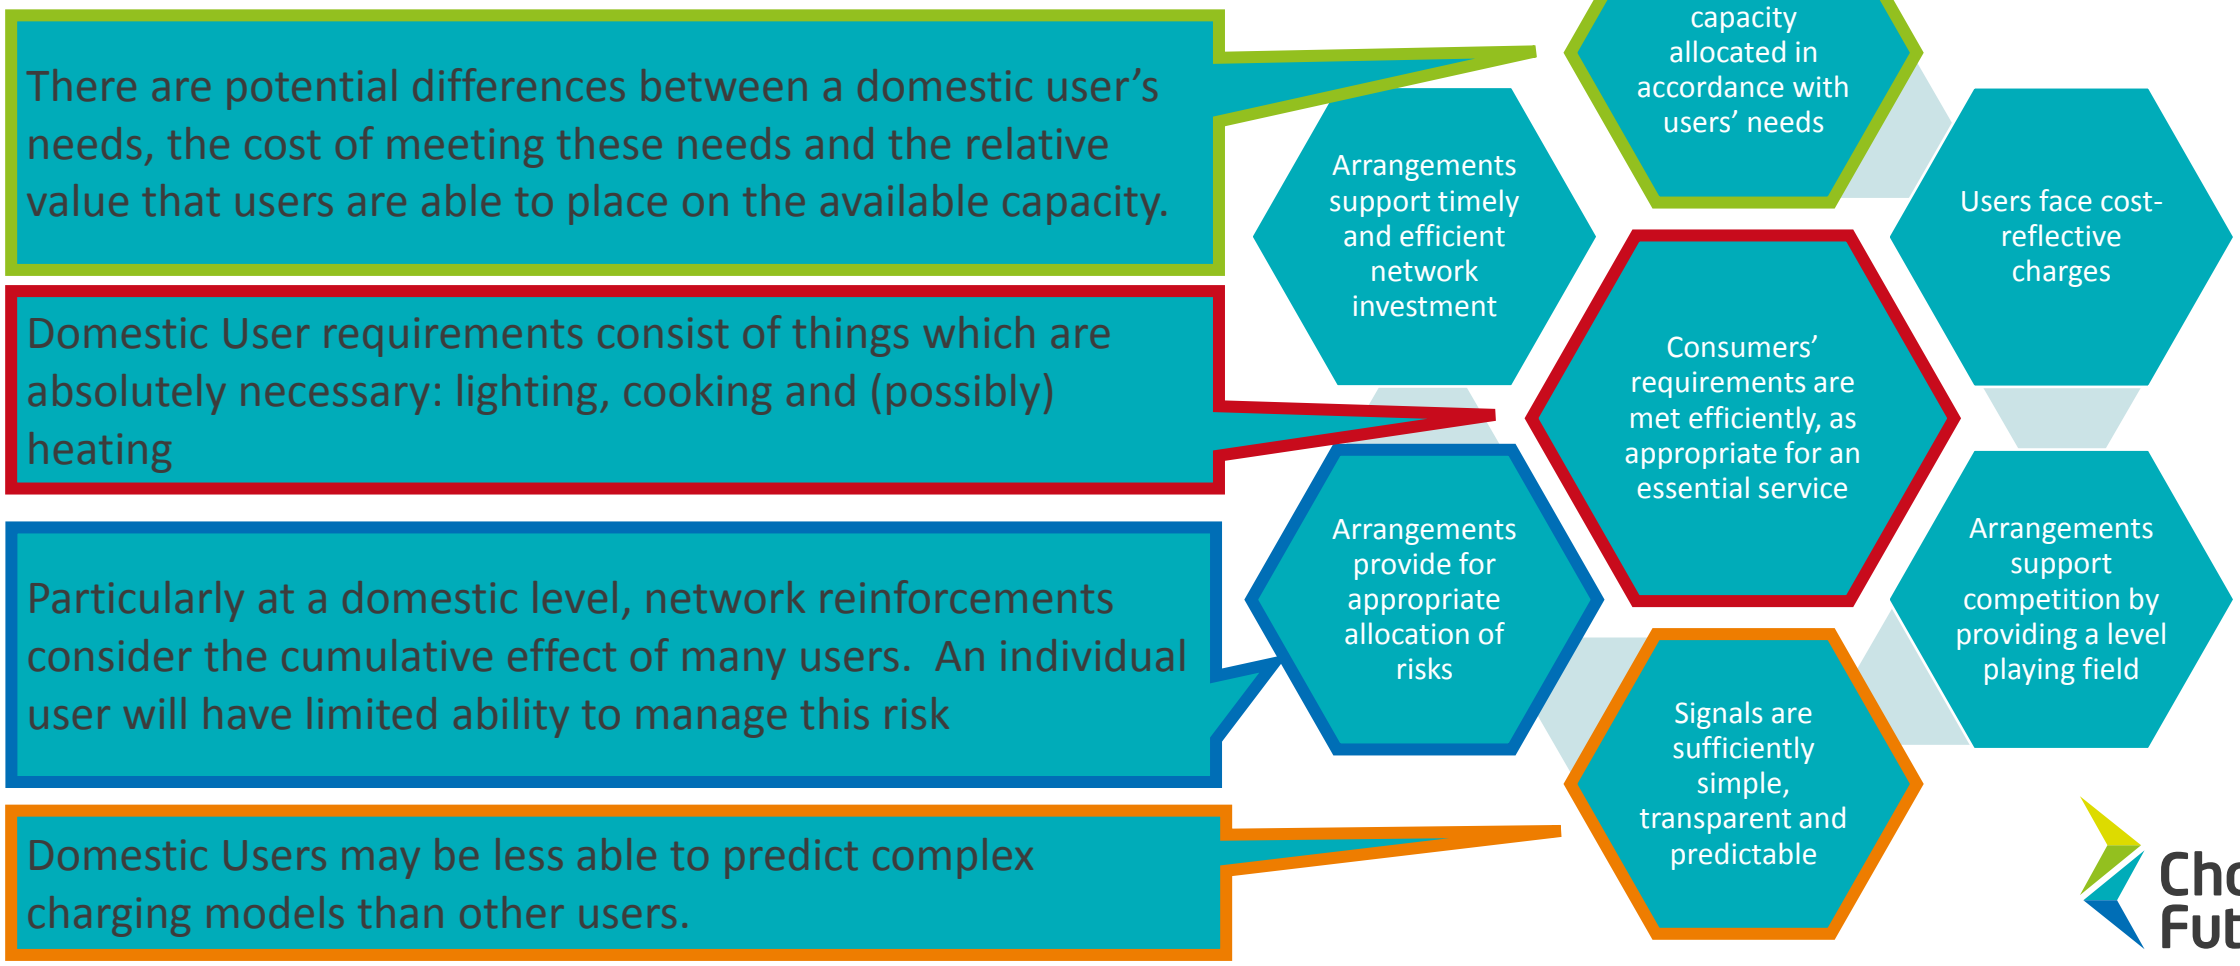 There are potential differences between a domestic user’s
needs, the cost of meeting these needs and the relative
value that users are able to place on the available capacity.
Domestic User requirements consist of things which are
absolutely necessary: lighting, cooking and (possibly)
heating
Particularly at a domestic level, network reinforcements
consider the cumulative effect of many users.  An individual
user will have limited ability to manage this risk
Domestic Users may be less able to predict complex
charging models than other users.
capacity
allocated in
accordance with
users’ needs
Arrangements
support timely
and efficient
network
investment
Users face cost-
reflective
charges
Consumers’
requirements are
met efficiently, as
appropriate for an
essential service
Arrangements
provide for
appropriate
allocation of
risks
Arrangements
support
competition by
providing a level
playing field
Signals are
sufficiently
simple,
transparent and
predictable